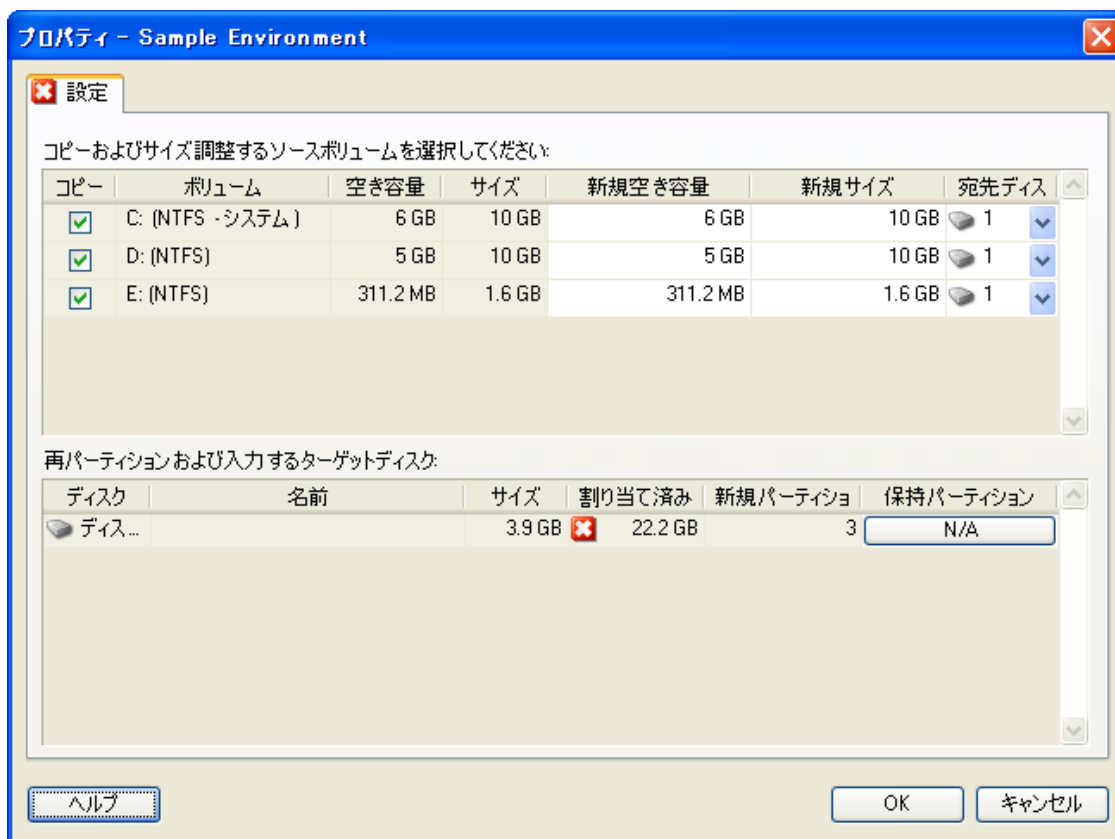 プロパティ - Sample Environment
設定
コピーおよびサイズ調整するソースボリュームを選択してください:
コピー ボリューム 空き容量 サイズ 新規空き容量 新規サイズ 宛先ディス
C: (NTFS -システム) 6 GB 10 GB 6 GB 10 GB 1
D: (NTFS) 5 GB 10 GB 5 GB 10 GB 1
E: (NTFS) 311.2 MB 1.6 GB 311.2 MB 1.6 GB 1
再パーティションおよび入力するターゲットディスク:
ディスク 名前 サイズ 割り当て済み 新規パーティショ 保持パーティション
ディス... 3.9 GB 22.2 GB 3 N/A
ヘルプ OK キャンセル